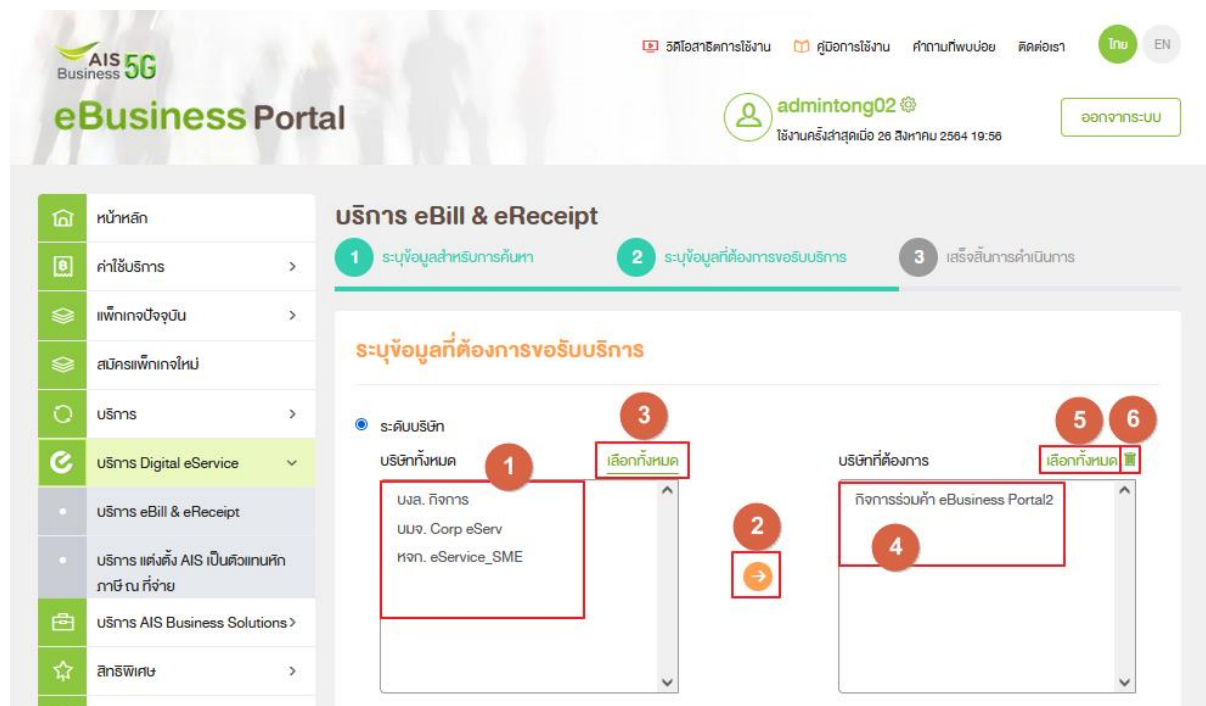 วิดีโอสาธิตการใช้งาน คู่มือการใช้งาน คำถามที่พบบ่อย ติดต่อเรา ไทย EN
AIS 5G
Business
eBusiness Portal
admintong02
ใช้งานครั้งล่าสุดเมื่อ 26 สิงหาคม 2564 19:56
ออกจากระบบ
หน้าหลัก
ค่าใช้บริการ
แพ็กเกจปัจจุบัน
สมัครแพ็กเกจใหม่
บริการ
บริการ Digital eService
บริการ eBill & eReceipt
บริการ แต่งตั้ง AIS เป็นตัวแทนหัก
ภาษี ณ ที่จ่าย
บริการ AIS Business Solutions
สิทธิพิเศษ
บริการ eBill & eReceipt
1 ระบุข้อมูลสำหรับการค้นหา 2 ระบุข้อมูลที่ต้องการขอรับบริการ 3 เสร็จสิ้นการดำเนินการ
ระบุข้อมูลที่ต้องการขอรับบริการ
ระดับบริษัท
3
บริษัททั้งหมด
1
เลือกทั้งหมด
บงล. กิจการ
บมจ. Corp eServ
หจก. eService_SME
2
5 6
บริษัทที่ต้องการ
เลือกทั้งหมด
กิจการร่วมค้า eBusiness Portal2
4